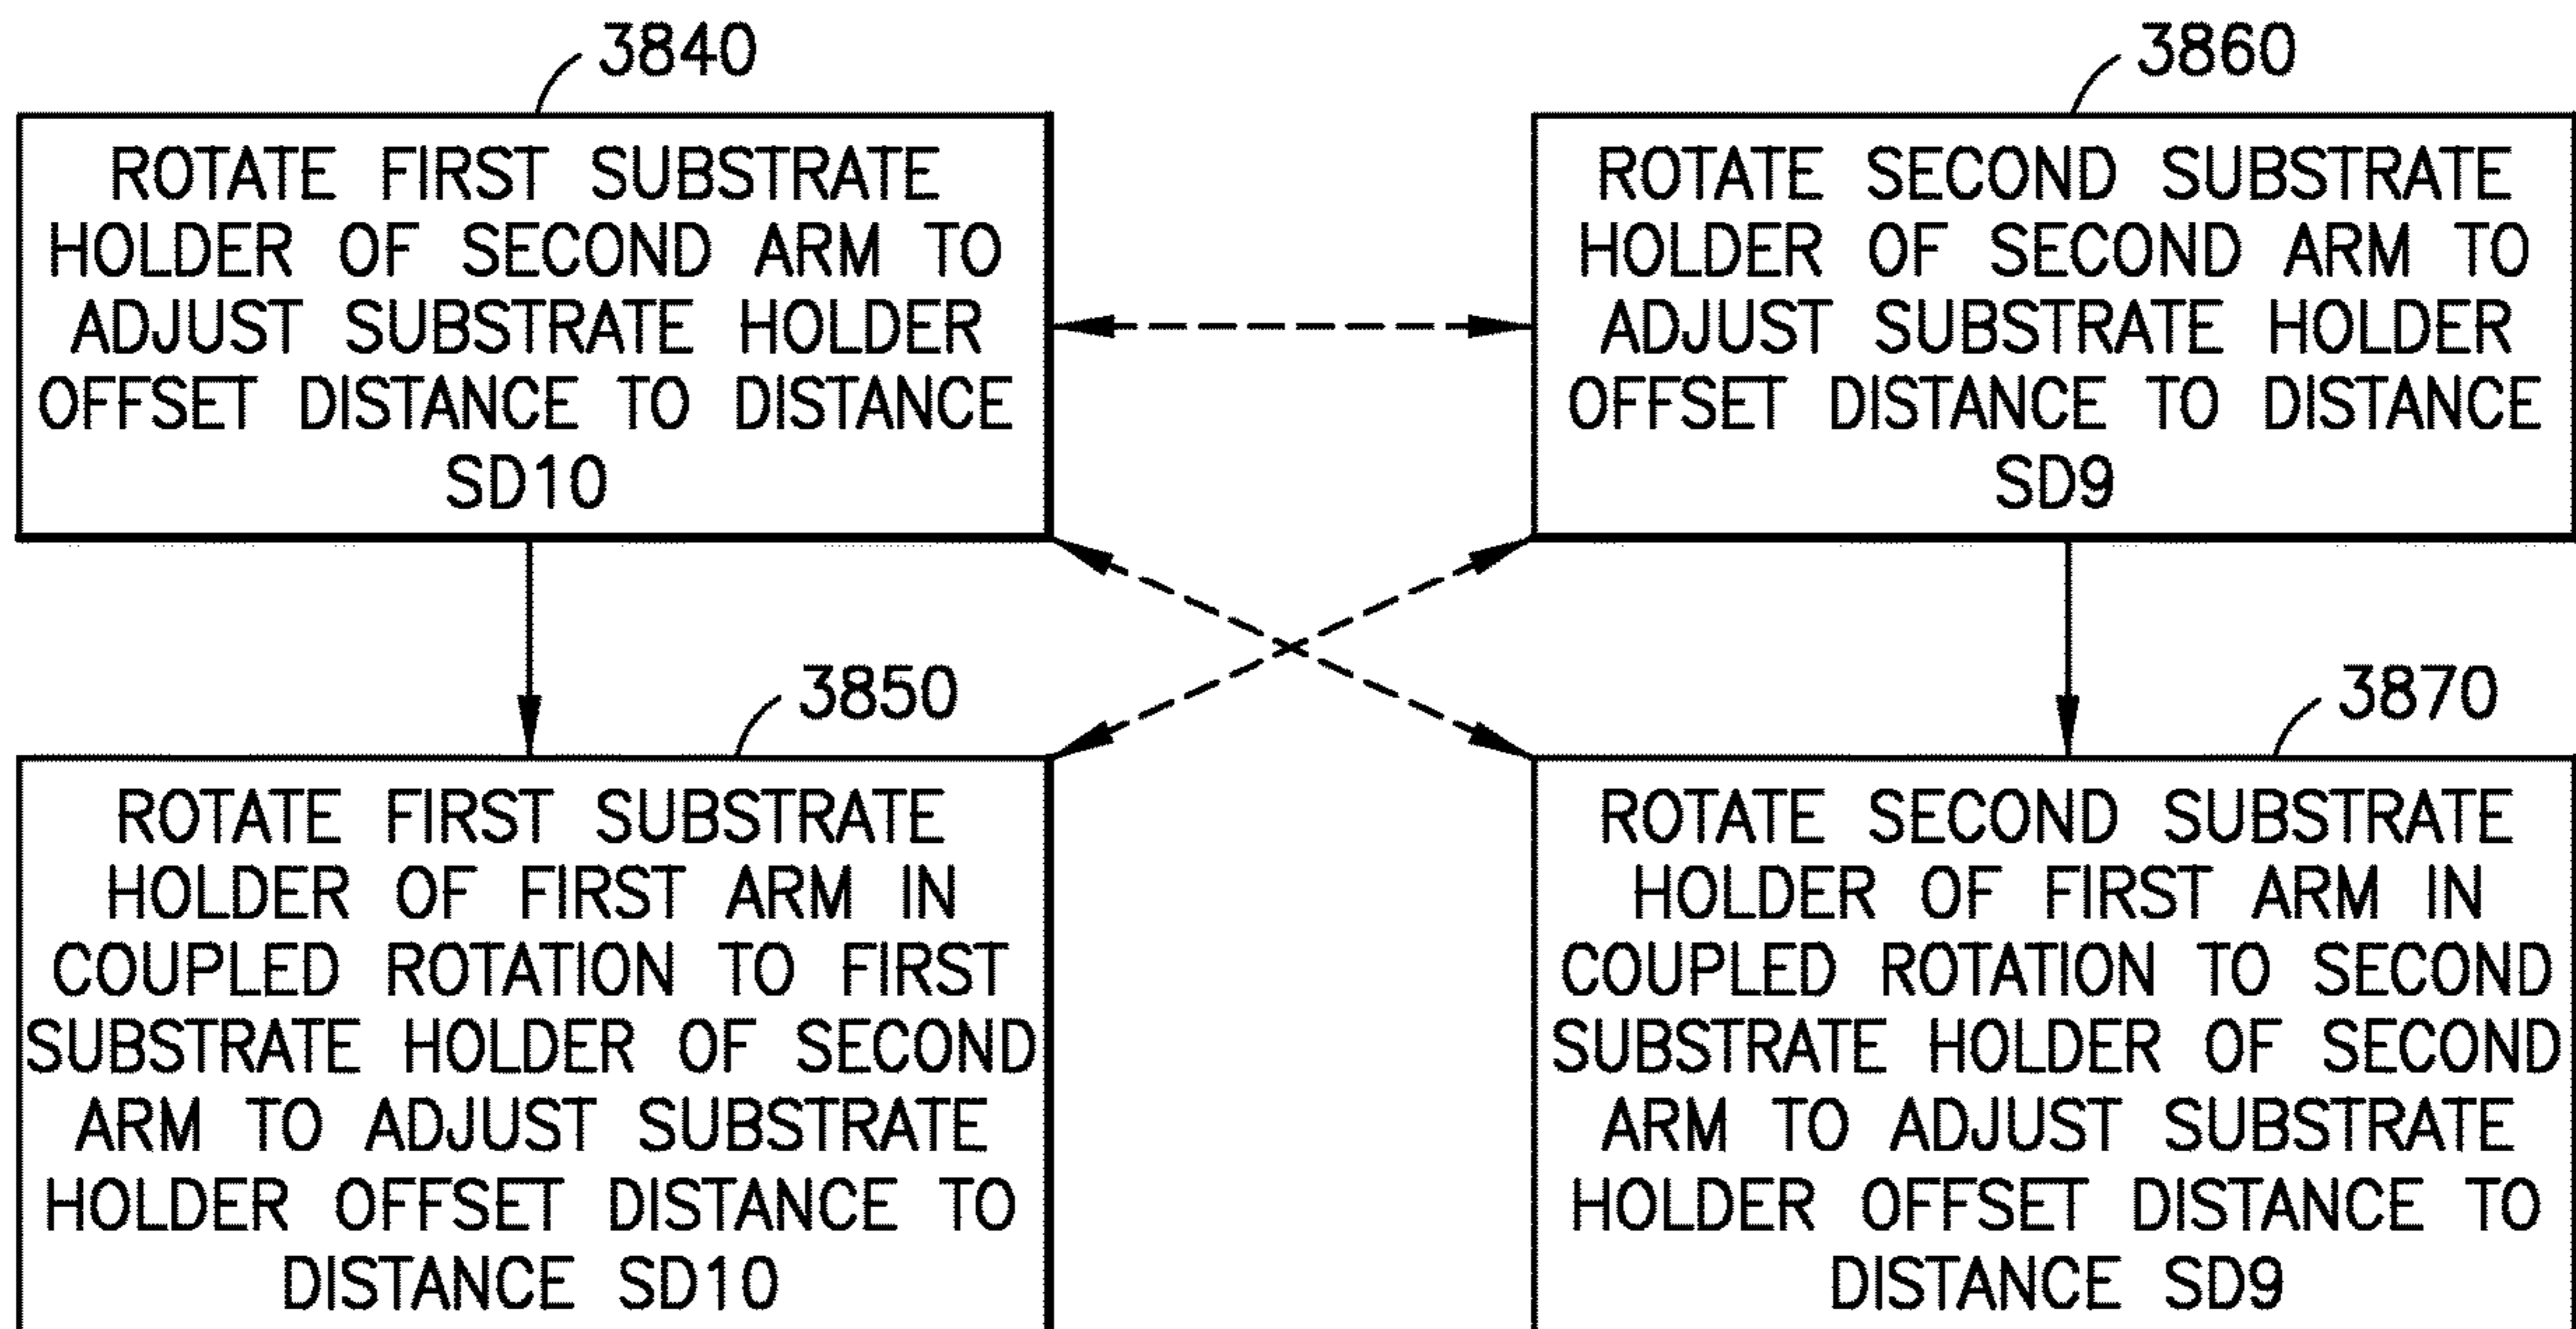 3840
ROTATE FIRST SUBSTRATE
HOLDER OF SECOND ARM TO
ADJUST SUBSTRATE HOLDER
OFFSET DISTANCE TO DISTANCE
SD10
3860
ROTATE SECOND SUBSTRATE
HOLDER OF SECOND ARM TO
ADJUST SUBSTRATE HOLDER
OFFSET DISTANCE TO DISTANCE
SD9
3850
ROTATE FIRST SUBSTRATE
HOLDER OF FIRST ARM IN
COUPLED ROTATION TO FIRST
SUBSTRATE HOLDER OF SECOND
ARM TO ADJUST SUBSTRATE
HOLDER OFFSET DISTANCE TO
DISTANCE SD10
3870
ROTATE SECOND SUBSTRATE
HOLDER OF FIRST ARM IN
COUPLED ROTATION TO SECOND
SUBSTRATE HOLDER OF SECOND
ARM TO ADJUST SUBSTRATE
HOLDER OFFSET DISTANCE TO
DISTANCE SD9